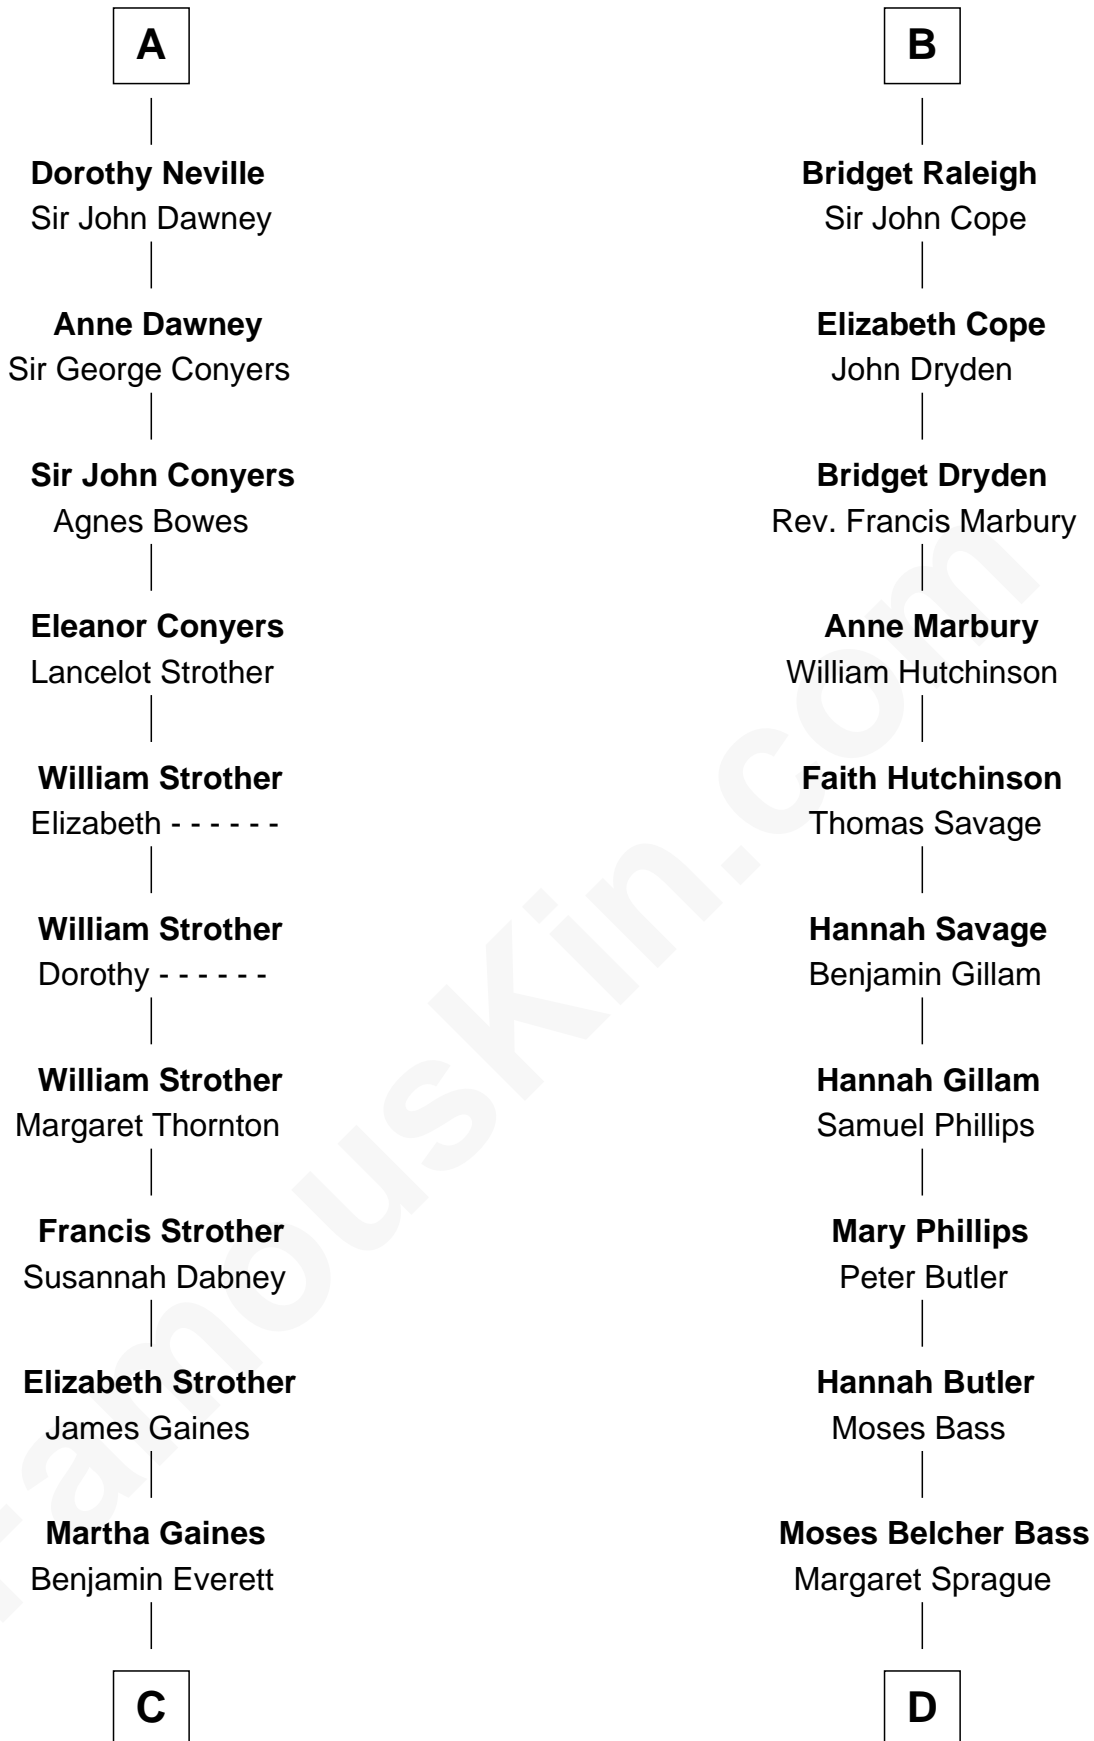 A
B
Dorothy Neville
Sir John Dawney
Bridget Raleigh
Sir John Cope
Anne Dawney
Sir George Conyers
Elizabeth Cope
John Dryden
Sir John Conyers
Agnes Bowes
Bridget Dryden
Rev. Francis Marbury
Eleanor Conyers
Lancelot Strother
Anne Marbury
William Hutchinson
William Strother
Elizabeth - - - - - -
Faith Hutchinson
Thomas Savage
William Strother
Dorothy - - - - - -
Hannah Savage
Benjamin Gillam
William Strother
Margaret Thornton
Hannah Gillam
Samuel Phillips
Francis Strother
Susannah Dabney
Mary Phillips
Peter Butler
Elizabeth Strother
James Gaines
Hannah Butler
Moses Bass
Martha Gaines
Benjamin Everett
Moses Belcher Bass
Margaret Sprague
C
D
FamousKin.com